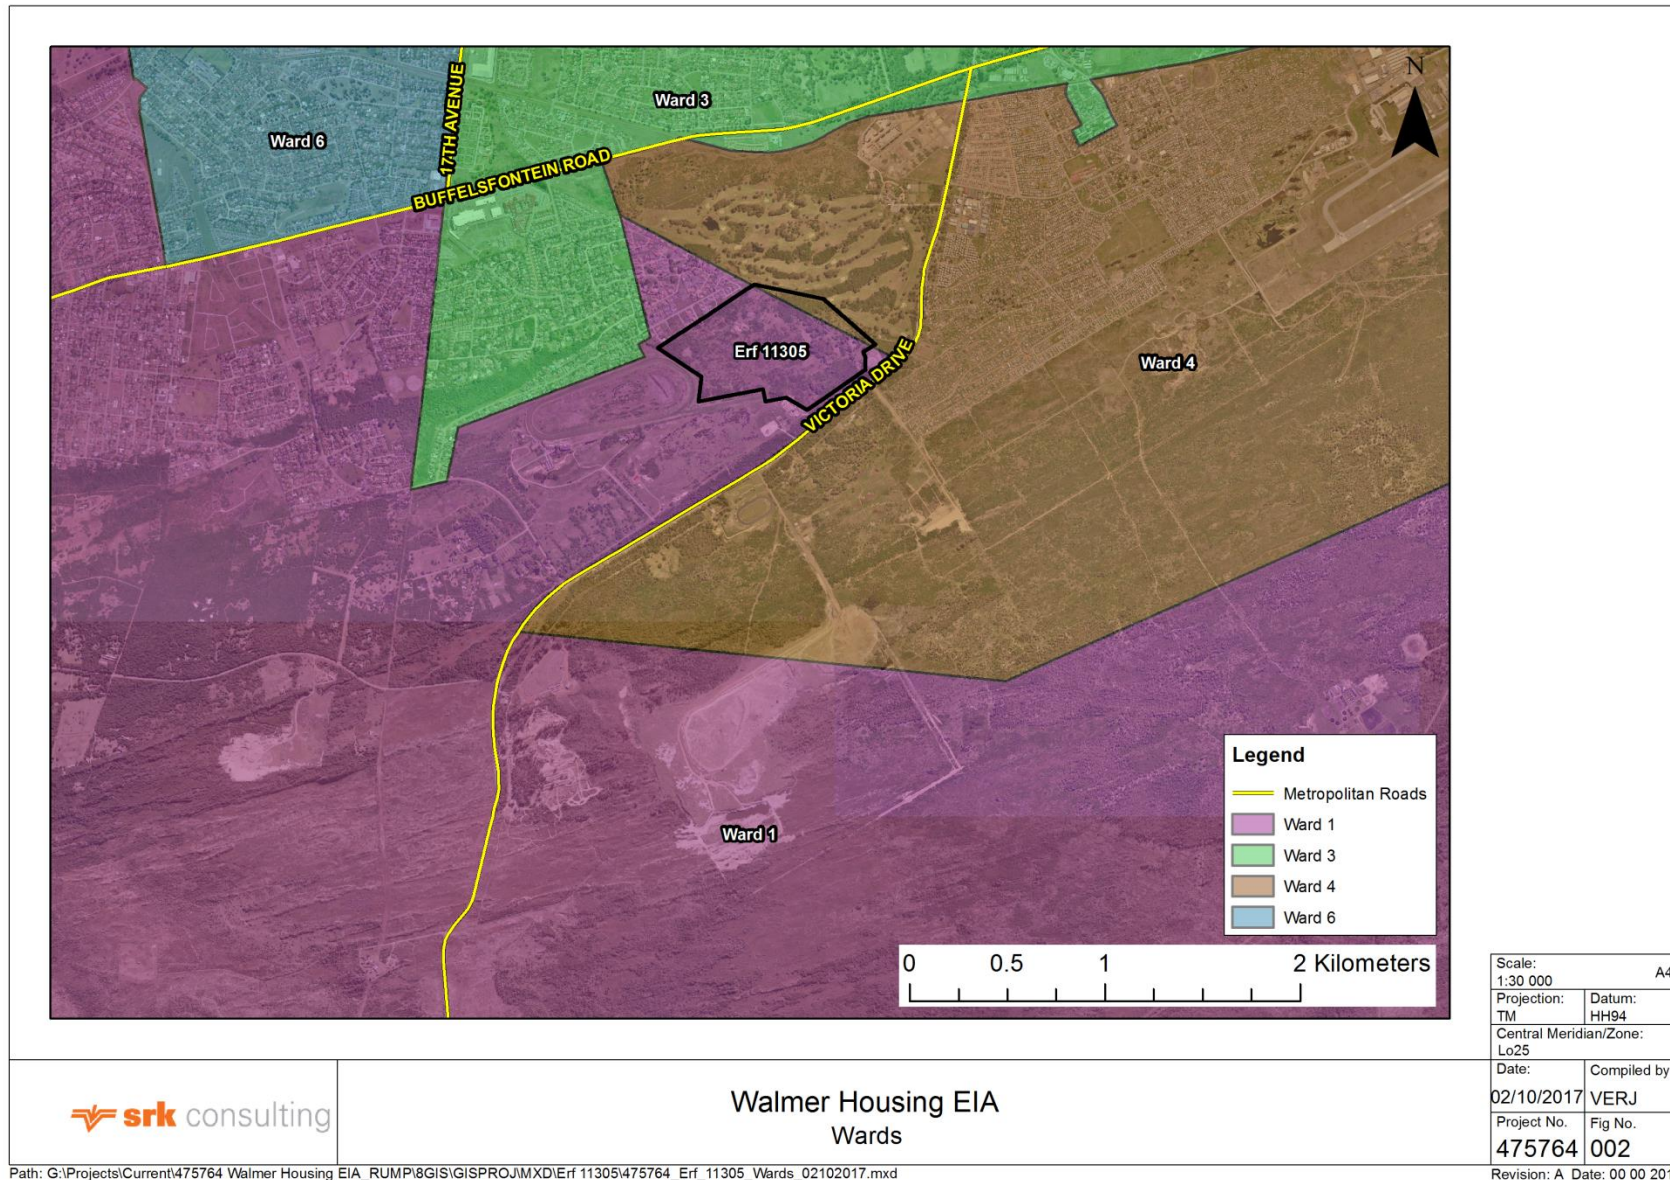 N
Ward 3
Ward 6
17TH AVENUE
BUFFELSFONTEIN ROAD
Erf 11305
Ward 4
VICTORIA DRIVE
Ward 1
Legend
Metropolitan Roads
Ward 1
Ward 3
Ward 4
Ward 6
0 0.5 1 2 Kilometers
Scale:
1:30 000 A4
Projection: Datum:
TM HH94
Central Meridian/Zone:
Lo25
Date: Compiled by
02/10/2017 VERJ
Project No. Fig No.
475764 002
srk consulting
Walmer Housing EIA
Wards
Path: G:\Projects\Current\475764 Walmer Housing EIA_RUMP\8GIS\GISPROJ\MXD\Erf 11305\475764_Erf_11305_Wards_02102017.mxd
Revision: A Date: 00 00 201